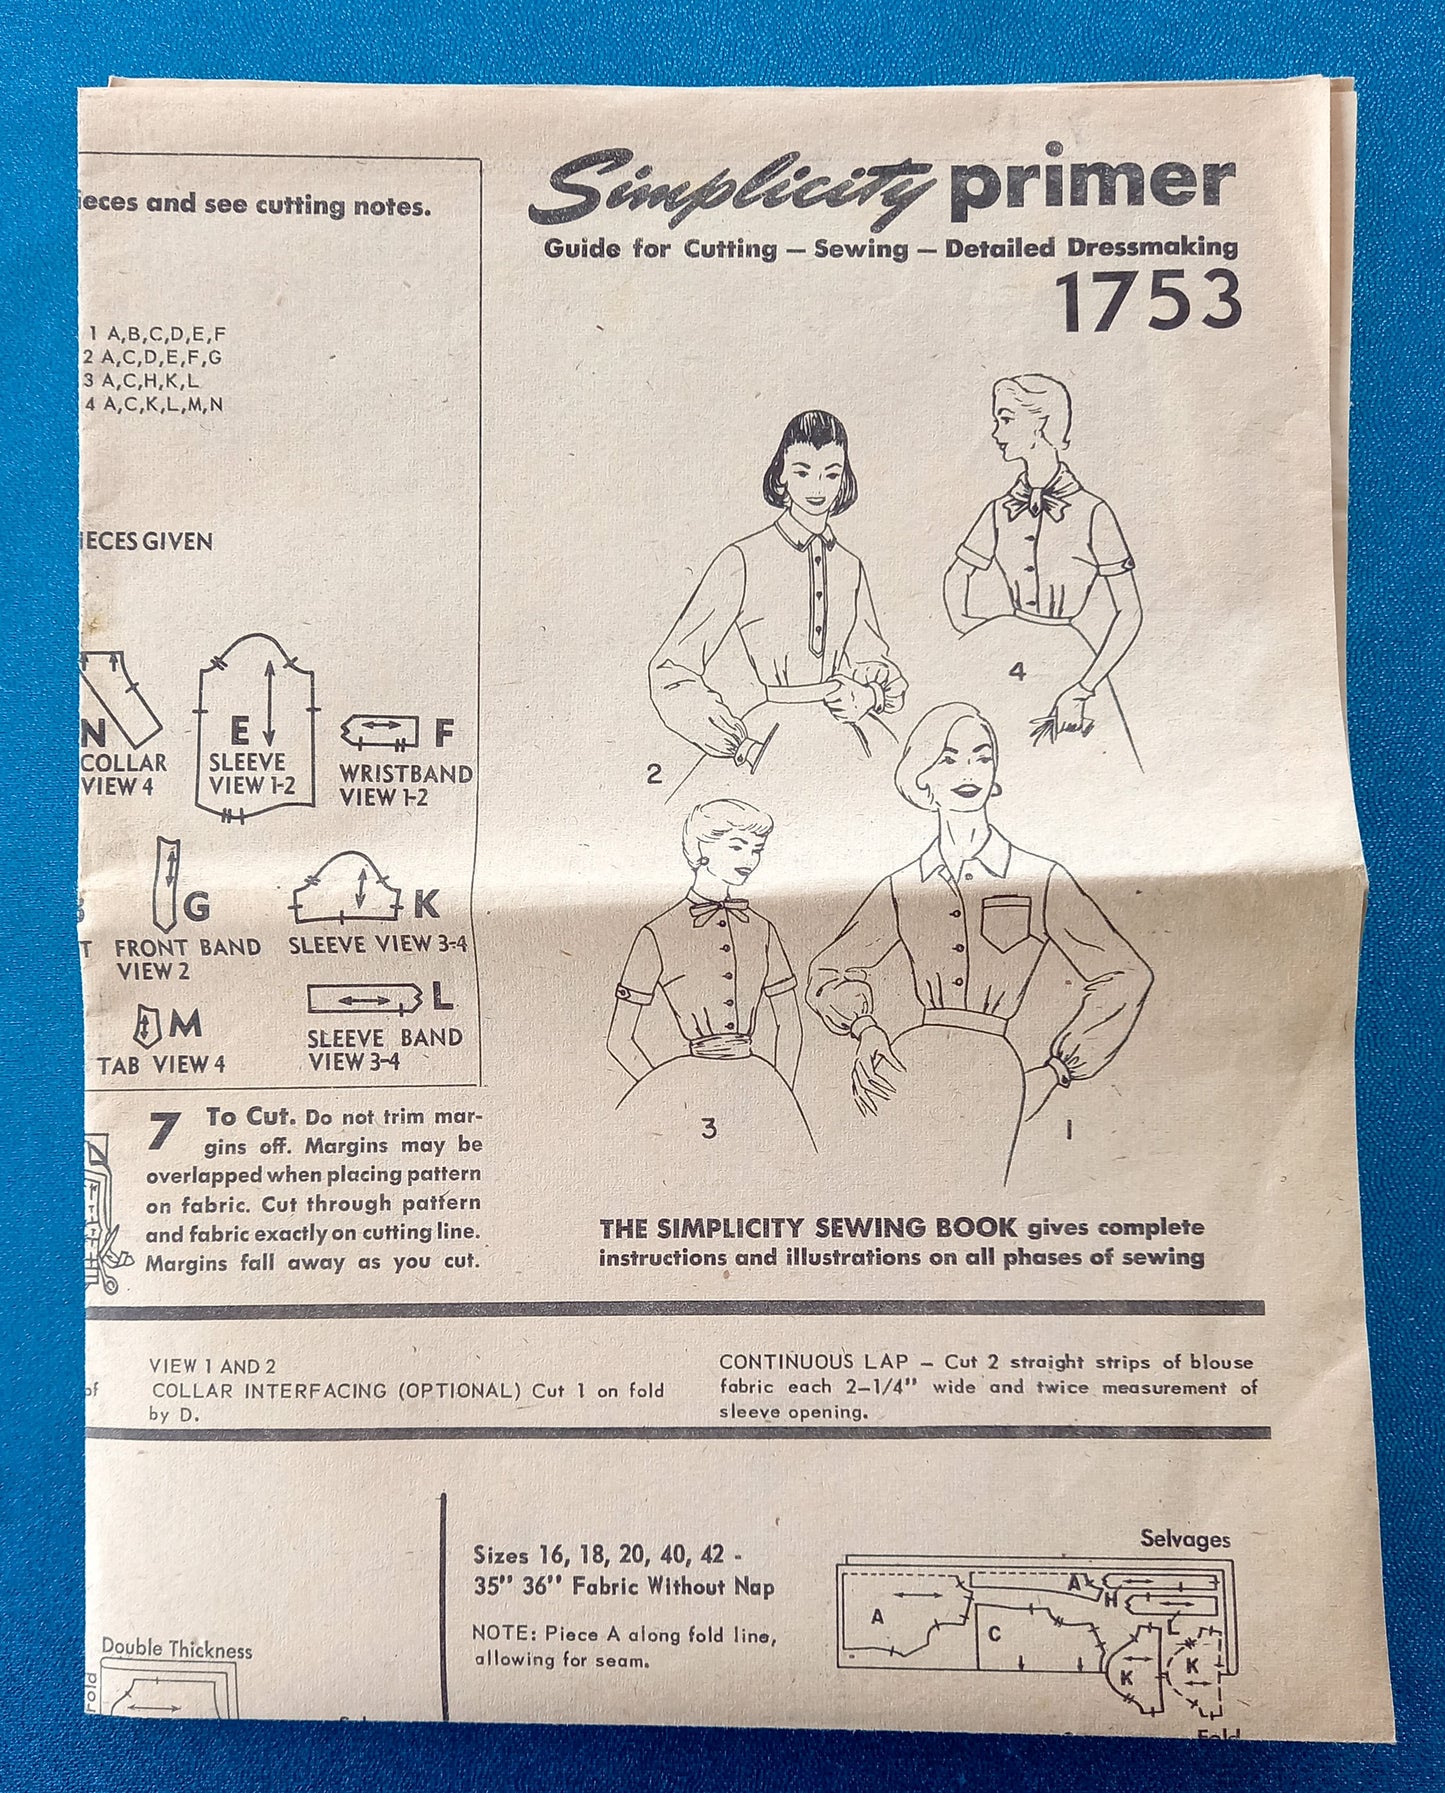 Simplicity primer
Guide for Cutting — Sewing — Detailed Dressmaking
1753
ieces and see cutting notes.
1 A,B,C,D,E,F
2 A,C,D,E,F,G
3 A,C,H,K,L
4 A,C,K,L,M,N
IECES GIVEN
N
COLLAR
VIEW 4
E
SLEEVE
VIEW 1-2
F
WRISTBAND
VIEW 1-2
G
FRONT BAND
VIEW 2
K
SLEEVE VIEW 3-4
M
TAB VIEW 4
L
SLEEVE BAND
VIEW 3-4
2
4
3
1
7 To Cut. Do not trim mar-
gins off. Margins may be
overlapped when placing pattern
on fabric. Cut through pattern
and fabric exactly on cutting line.
Margins fall away as you cut.
THE SIMPLICITY SEWING BOOK gives complete
instructions and illustrations on all phases of sewing
of
VIEW 1 AND 2
COLLAR INTERFACING (OPTIONAL) Cut 1 on fold
by D.
CONTINUOUS LAP — Cut 2 straight strips of blouse
fabric each 2-1/4" wide and twice measurement of
sleeve opening.
Double Thickness
Fold
Sizes 16, 18, 20, 40, 42 -
35" 36" Fabric Without Nap
NOTE: Piece A along fold line,
allowing for seam.
Selvages
A
A
H
L
C
K
K
Fold